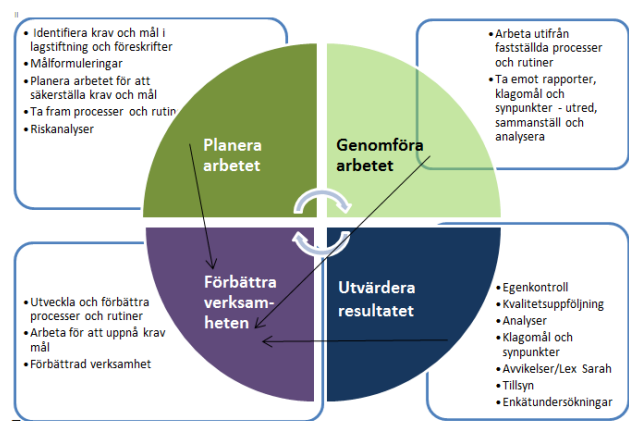 • Identifiera krav och mål i
lagstiftning och föreskrifter
• Målformuleringar
• Planera arbetet för att
säkerställa krav och mål
• Ta fram processer och rutin
• Riskanalyser
Planera
arbetet
• Arbeta utifrån
fastställda processer
och rutiner
• Ta emot rapporter,
klagomål och
synpunkter - utred,
sammanställ och
analysera
Genomföra
arbetet
• Utveckla och förbättra
processer och rutiner
• Arbeta för att uppnå krav
mål
• Förbättrad verksamhet
Förbättra
verksam-
heten
Utvärdera
resultatet
• Egenkontroll
• Kvalitetsuppföljning
• Analyser
• Klagomål och
synpunkter
• Avvikelser/Lex Sarah
• Tillsyn
• Enkätundersökningar